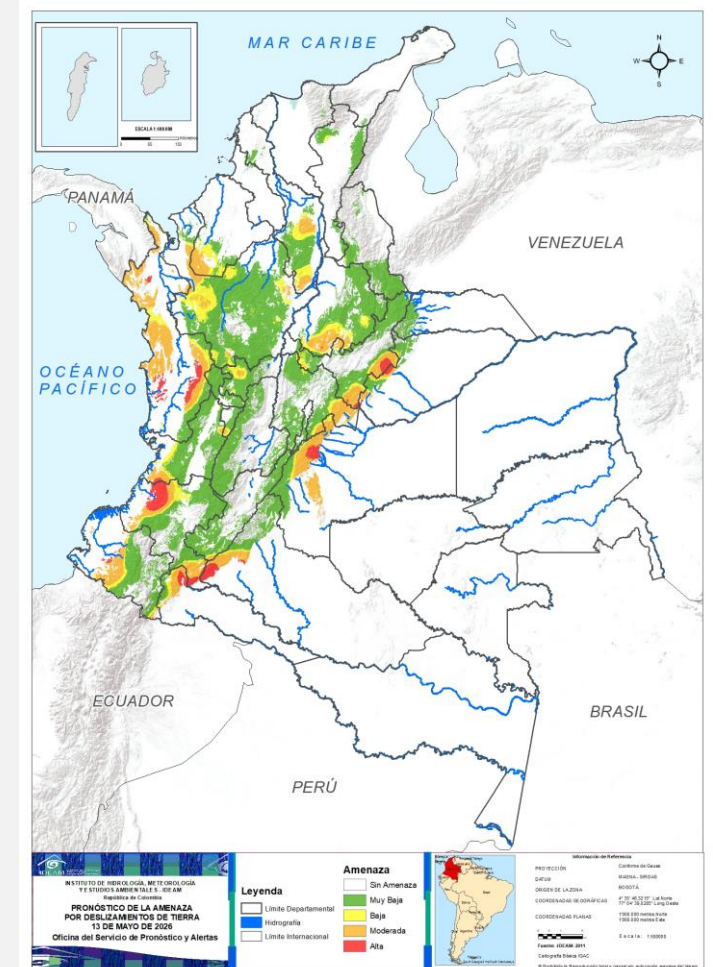 MAR CARIBE
N
W
E
S
PANAMÁ
VENEZUELA
OCÉANO
PACÍFICO
ECUADOR
BRASIL
PERÚ
INSTITUTO DE HIDROLOGÍA, METEOROLOGÍA
Y ESTUDIOS AMBIENTALES - IDEAM
República de Colombia
PRONÓSTICO DE LA AMENAZA
POR DESLIZAMIENTOS DE TIERRA
13 DE MAYO DE 2026
Oficina del Servicio de Pronóstico y Alertas
Leyenda
Límite Departamental
Hidrografía
Límite Internacional
Amenaza
Sin Amenaza
Muy Baja
Baja
Moderada
Alta
Información de Referencia
PROYECCIÓN
Conforme de Gauss
DATUM
ORIGEN DE LA ZONA
BOGOTÁ
COORDENADAS GEOGRÁFICAS
COORDENADAS PLANAS
Fuente: IDEAM 2011
Cartografía Básica IGAC